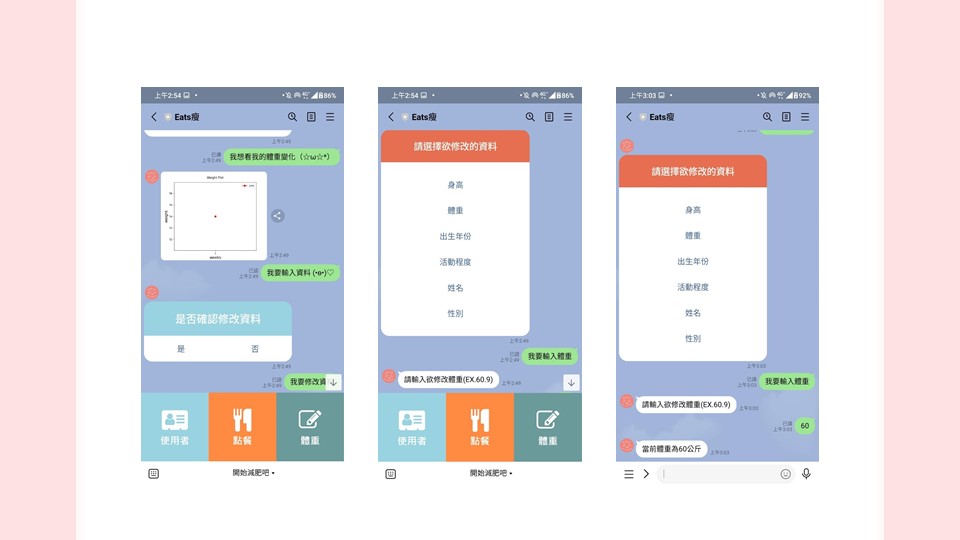 上午2:54
86%
Eats瘦
上午2:49
已讀
上午2:49
我想看我的體重變化（☆ω☆*）
Weight Plot
weeks
上午2:49
已讀
上午2:49
是否確認修改資料
是
否
上午2:49
已讀
上午2:49
我要修改資
使用者
點餐
體重
開始減肥吧
上午2:54
86%
Eats瘦
請選擇欲修改的資料
身高
體重
出生年份
活動程度
姓名
性別
上午2:49
已讀
上午2:49
我要輸入體重
請輸入欲修改體重(EX.60.9)
上午2:49
使用者
點餐
體重
開始減肥吧
上午3:03
92%
Eats瘦
請選擇欲修改的資料
身高
體重
出生年份
活動程度
姓名
性別
上午3:03
已讀
上午3:03
我要輸入體重
請輸入欲修改體重(EX.60.9)
上午3:03
已讀
上午3:03
60
當前體重為60公斤
上午3:03